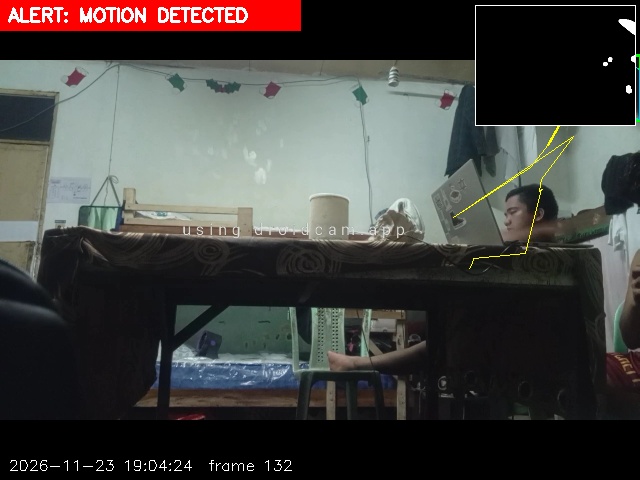 ALERT: MOTION DETECTED
using droidcam app
2026-11-23 19:04:24 frame 132